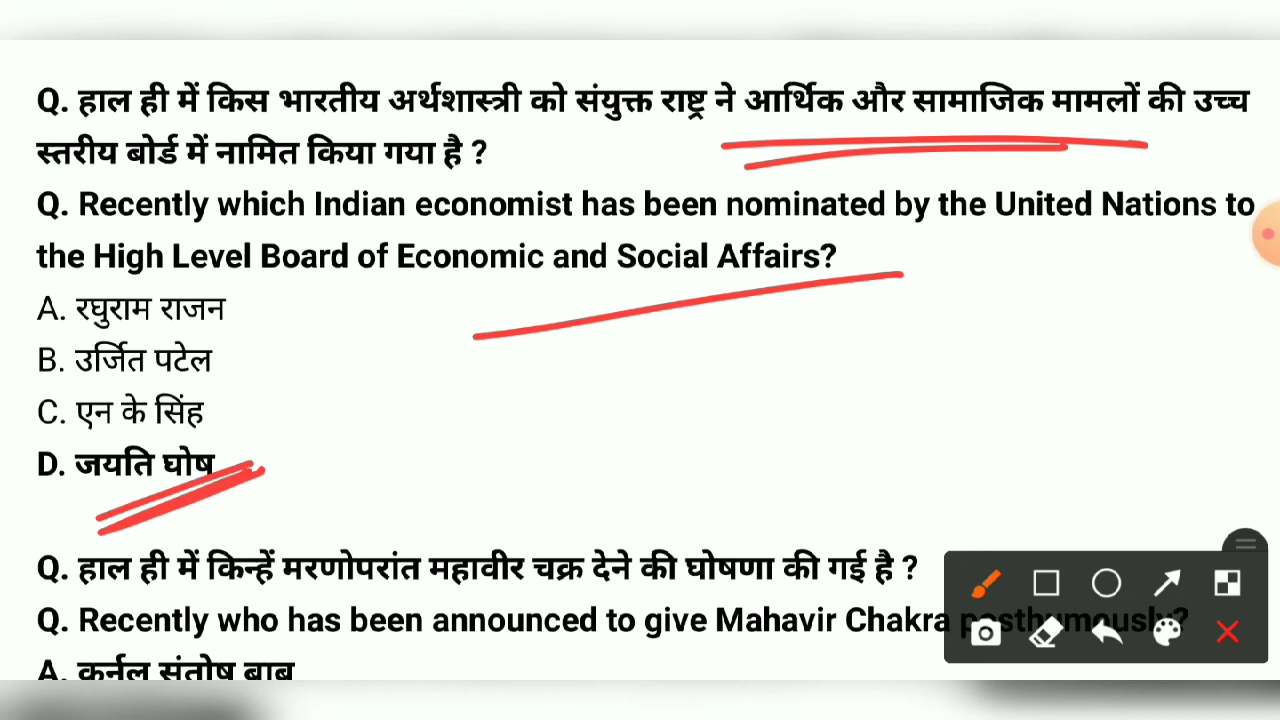 Q. हाल ही में किस भारतीय अर्थशास्त्री को संयुक्त राष्ट्र ने आर्थिक और सामाजिक मामलों की उच्च
स्तरीय बोर्ड में नामित किया गया है ?
Q. Recently which Indian economist has been nominated by the United Nations to
the High Level Board of Economic and Social Affairs?
A. रघुराम राजन
B. उर्जित पटेल
C. एन के सिंह
D. जयति घोष
Q. हाल ही में किन्हें मरणोपरांत महावीर चक्र देने की घोषणा की गई है ?
Q. Recently who has been announced to give Mahavir Chakra posthumously?
A. कर्नल संतोष बाबू